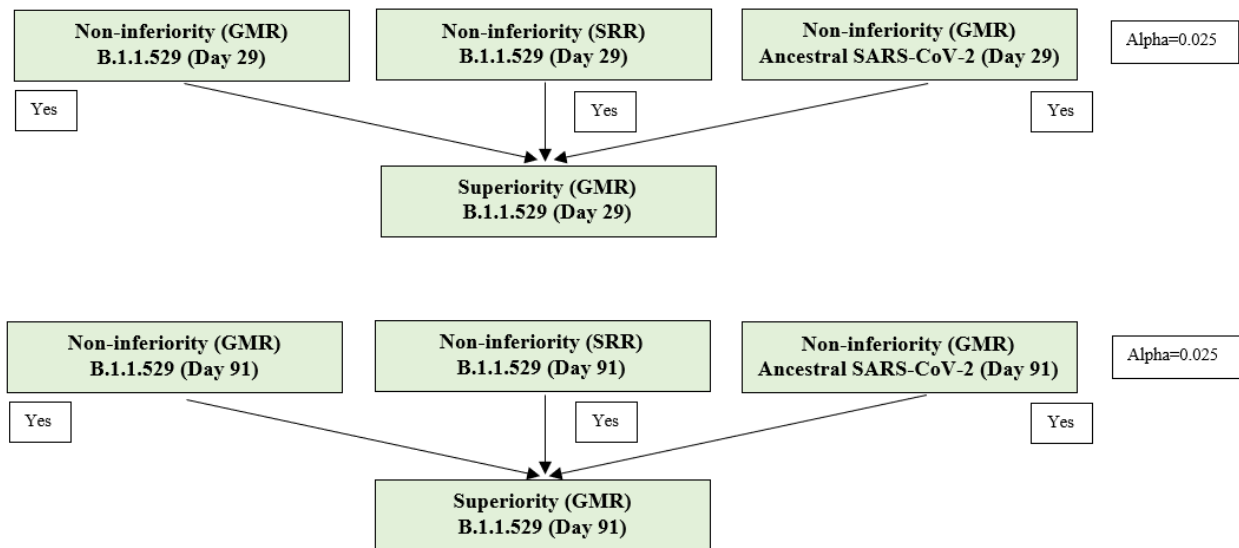 Non-inferiority (GMR)
B.1.1.529 (Day 29)
Non-inferiority (SRR)
B.1.1.529 (Day 29)
Non-inferiority (GMR)
Ancestral SARS-CoV-2 (Day 29)
Alpha=0.025
Yes
Yes
Yes
Superiority (GMR)
B.1.1.529 (Day 29)
Non-inferiority (GMR)
B.1.1.529 (Day 91)
Non-inferiority (SRR)
B.1.1.529 (Day 91)
Non-inferiority (GMR)
Ancestral SARS-CoV-2 (Day 91)
Alpha=0.025
Yes
Yes
Yes
Superiority (GMR)
B.1.1.529 (Day 91)